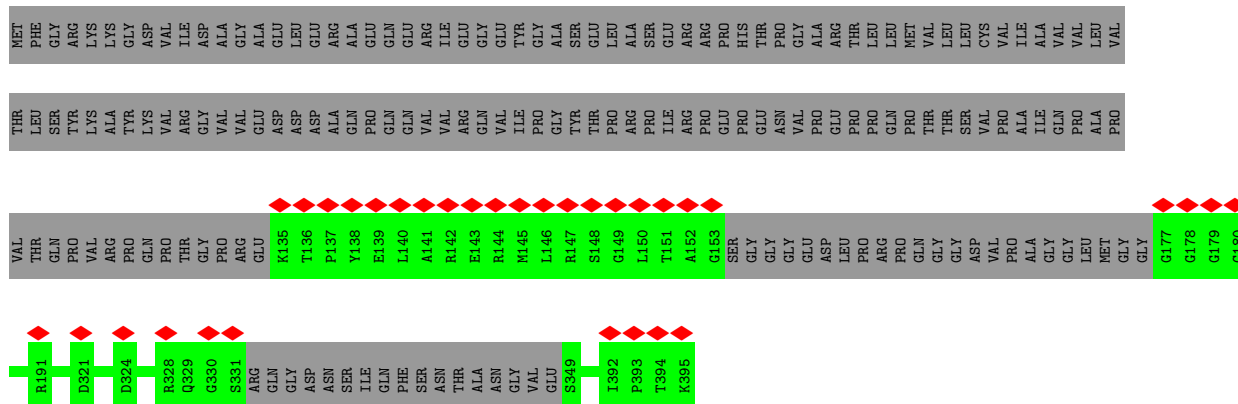 MET PHE GLY ARG LYS LYS GLY ASP VAL ILE ASP ALA GLY ALA GLU LEU GLU ARG ALA GLU GLN GLU ARG ILE GLU GLY GLU TYR GLY ALA SER GLU LEU ALA SER GLU ARG ARG PRO HIS THR PRO GLY ALA ARG THR LEU LEU MET VAL LEU LEU CYS VAL ILE ALA VAL VAL LEU VAL
THR LEU SER TYR LYS ALA TYR LYS VAL ARG GLY VAL VAL GLU ASP ASP ASP ALA GLN PRO GLN GLN VAL VAL ARG GLN VAL ILE PRO GLY TYR THR PRO ARG PRO ILE ARG PRO GLU PRO GLU ASN VAL PRO GLU PRO PRO GLN PRO THR THR SER VAL PRO ALA ILE GLN PRO ALA PRO
VAL THR GLN PRO VAL ARG PRO GLN PRO THR GLY PRO ARG GLU K135 T136 P137 Y138 E139 L140 A141 R142 E143 R144 M145 L146 R147 S148 G149 L150 T151 A152 G153 SER GLY GLY GLY GLU ASP LEU PRO ARG PRO GLN GLY GLY ASP VAL PRO ALA GLY GLY LEU MET GLY GLY G177 G178 G179 G180
R191 D321 D324 R328 Q329 G330 S331 ARG GLN GLY ASP ASN SER ILE GLN PHE SER ASN THR ALA ASN GLY VAL GLU S349 I392 P393 T394 K395